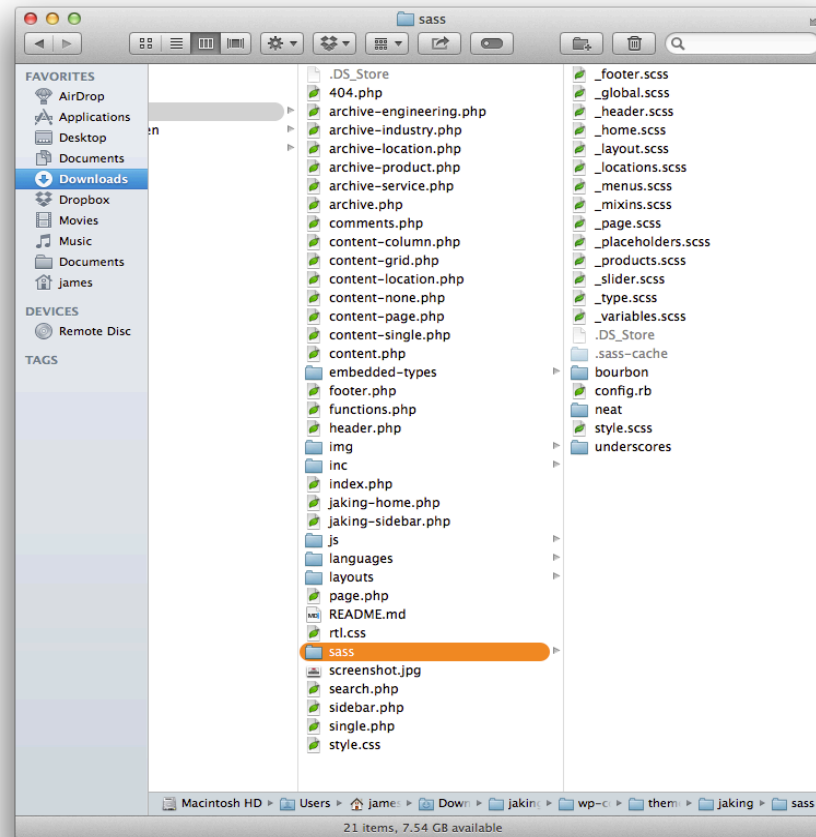 sass
FAVORITES
AirDrop
Applications
Desktop
Documents
Downloads
Dropbox
Movies
Music
Documents
james
DEVICES
Remote Disc
TAGS
en
.DS_Store
404.php
archive-engineering.php
archive-industry.php
archive-location.php
archive-product.php
archive-service.php
archive.php
comments.php
content-column.php
content-grid.php
content-location.php
content-none.php
content-page.php
content-single.php
content.php
embedded-types
footer.php
functions.php
header.php
img
inc
index.php
jaking-home.php
jaking-sidebar.php
js
languages
layouts
page.php
README.md
rtl.css
sass
screenshot.jpg
search.php
sidebar.php
single.php
style.css
_footer.scss
_global.scss
_header.scss
_home.scss
_layout.scss
_locations.scss
_menus.scss
_mixins.scss
_page.scss
_placeholders.scss
_products.scss
_slider.scss
_type.scss
_variables.scss
.DS_Store
.sass-cache
bourbon
config.rb
neat
style.scss
underscores
Macintosh HD Users james Down jaking wp-c them jaking sass
21 items, 7.54 GB available